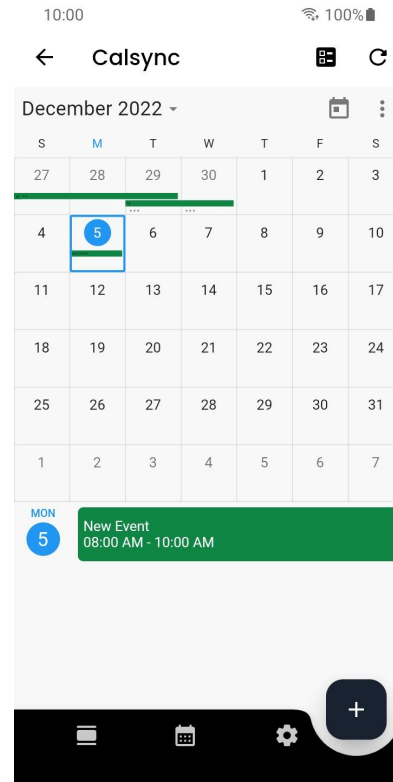 10:00 100%
Calsync
December 2022
S M T W T F S
27 28 29 30 1 2 3
4 5 6 7 8 9 10
11 12 13 14 15 16 17
18 19 20 21 22 23 24
25 26 27 28 29 30 31
1 2 3 4 5 6 7
MON
5
New Event
08:00 AM - 10:00 AM